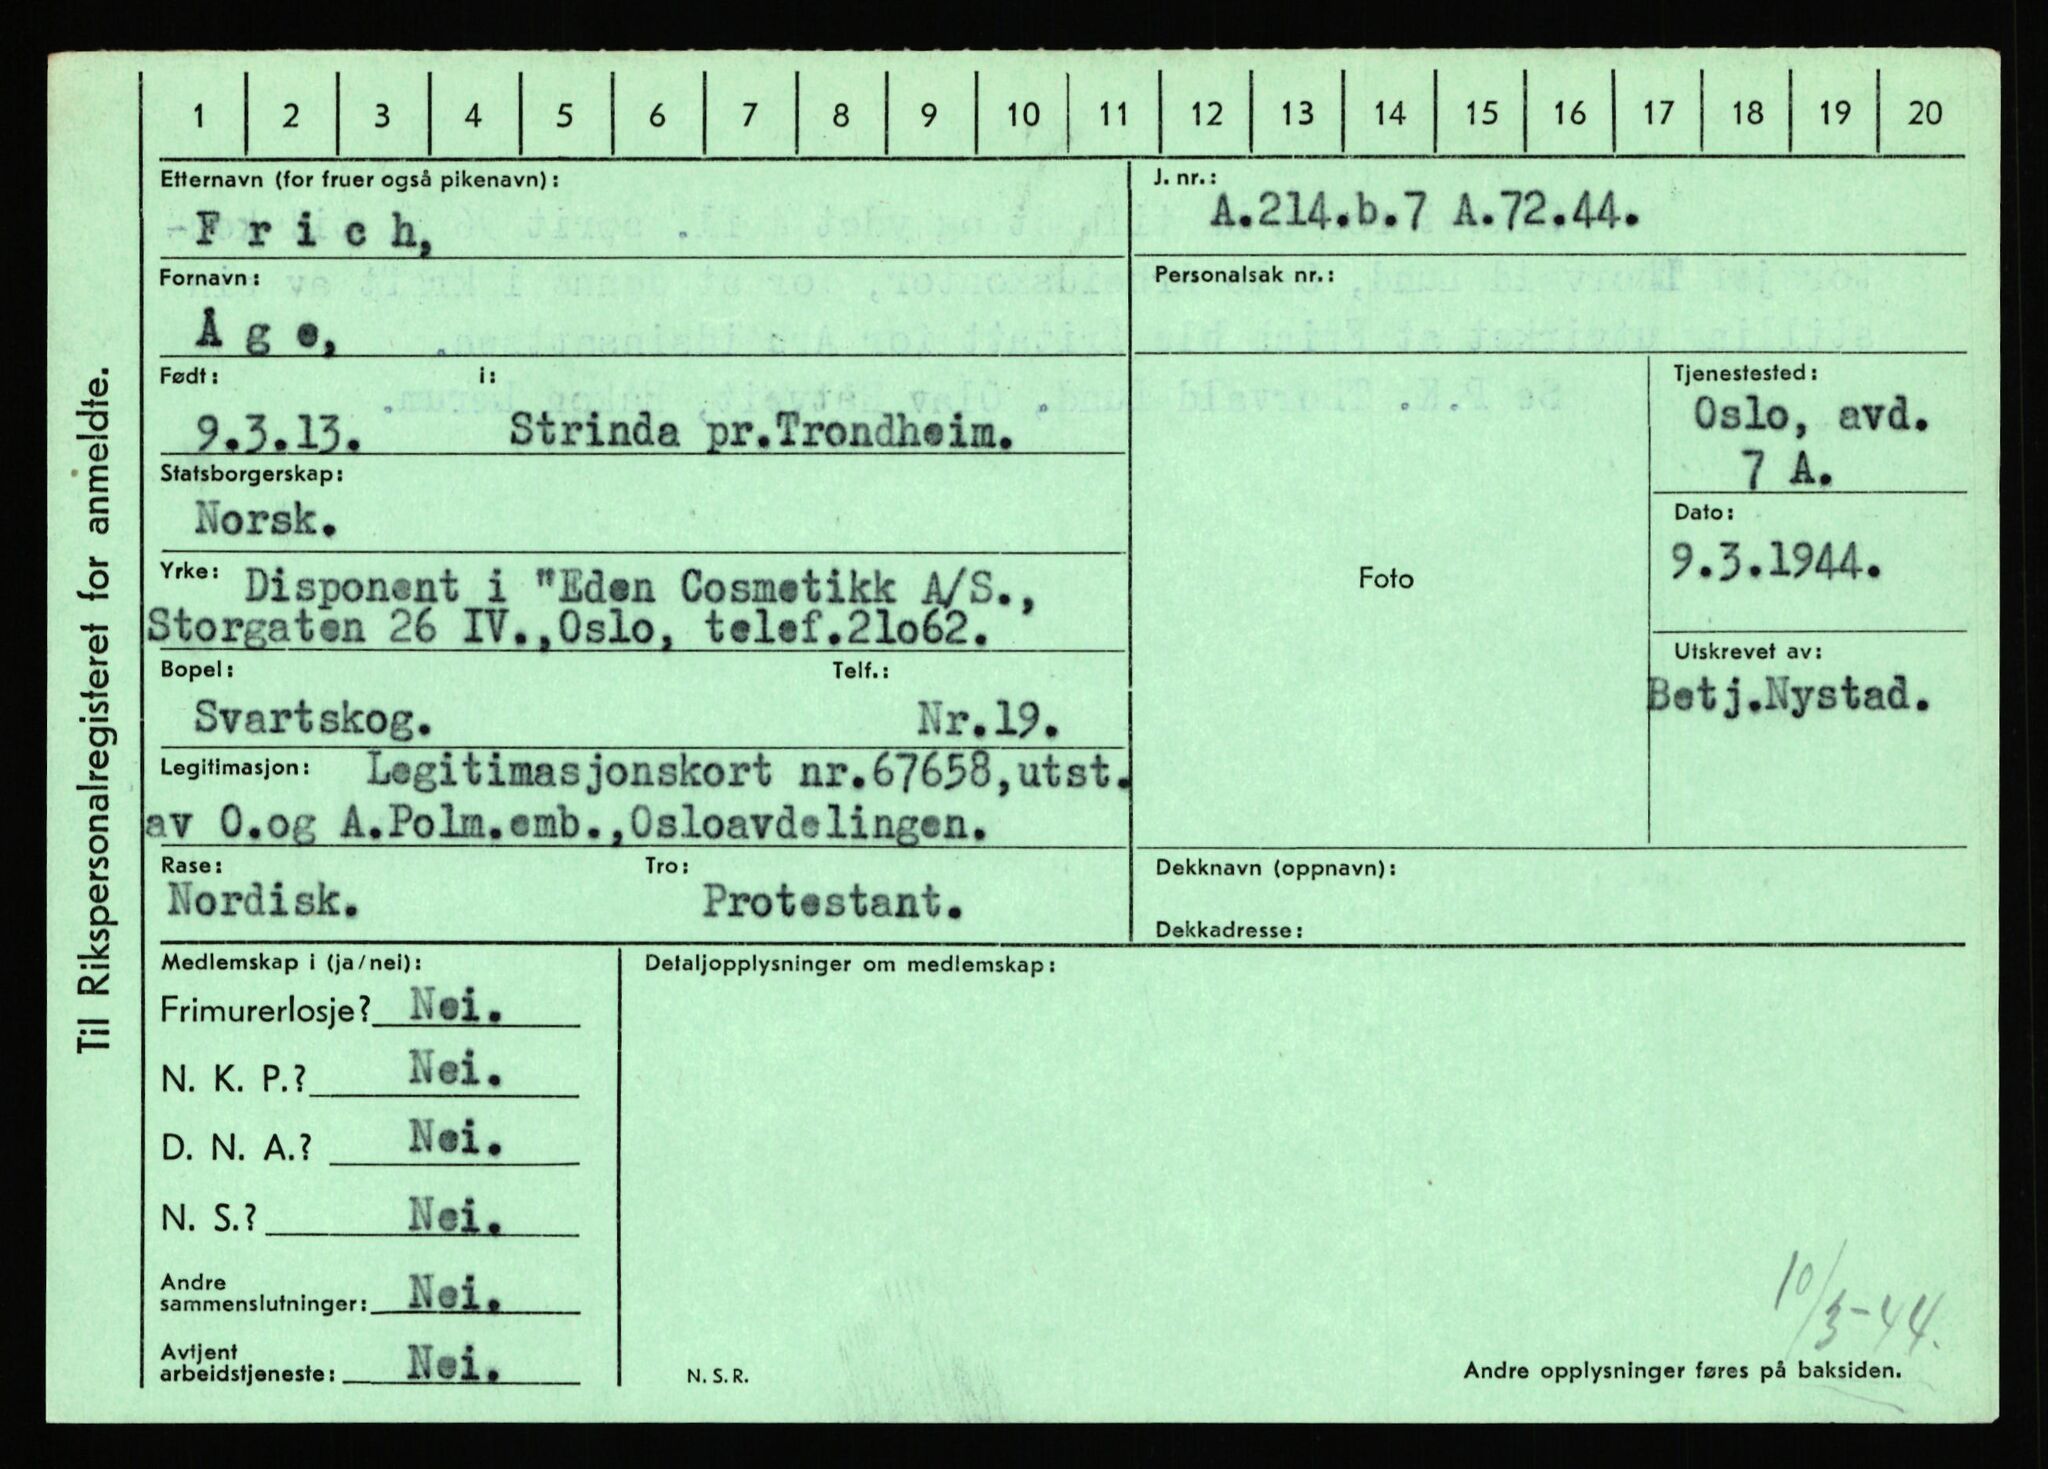 Til Rikspersonalregisteret for anmeldte.
1 2 3 4 5 6 7 8 9 10 11 12 13 14 15 16 17 18 19 20
Etternavn (for fruer også pikenavn):
F r i c h,
Fornavn:
Å g e,
Født: i:
9.3.13. Strinda pr.Trondheim.
Statsborgerskap:
Norsk.
Yrke: Disponent i "Eden Cosmetikk A/S.,
Storgaten 26 IV.,Oslo, telef.21o62.
Bopel: Telf.:
Svartskog. Nr.19.
Legitimasjon: Legitimasjonskort nr.67658,utst.
av O.og A.Polm.emb.,Osloavdelingen.
Rase: Tro:
Nordisk. Protestant.
J. nr.:
A.214.b.7 A.72.44.
Personalsak nr.:
Foto
Tjenestested:
Oslo, avd.
7 A.
Dato:
9.3.1944.
Utskrevet av:
Betj.Nystad.
Dekknavn (oppnavn):
Dekkadresse:
Medlemskap i (ja/nei):
Frimurerlosje? Nei.
N. K. P.? Nei.
D. N. A.? Nei.
N. S.? Nei.
Andre
sammenslutninger: Nei.
Avtjent
arbeidstjeneste: Nei.
Detaljopplysninger om medlemskap:
N. S. R.
10/3-44.
Andre opplysninger føres på baksiden.